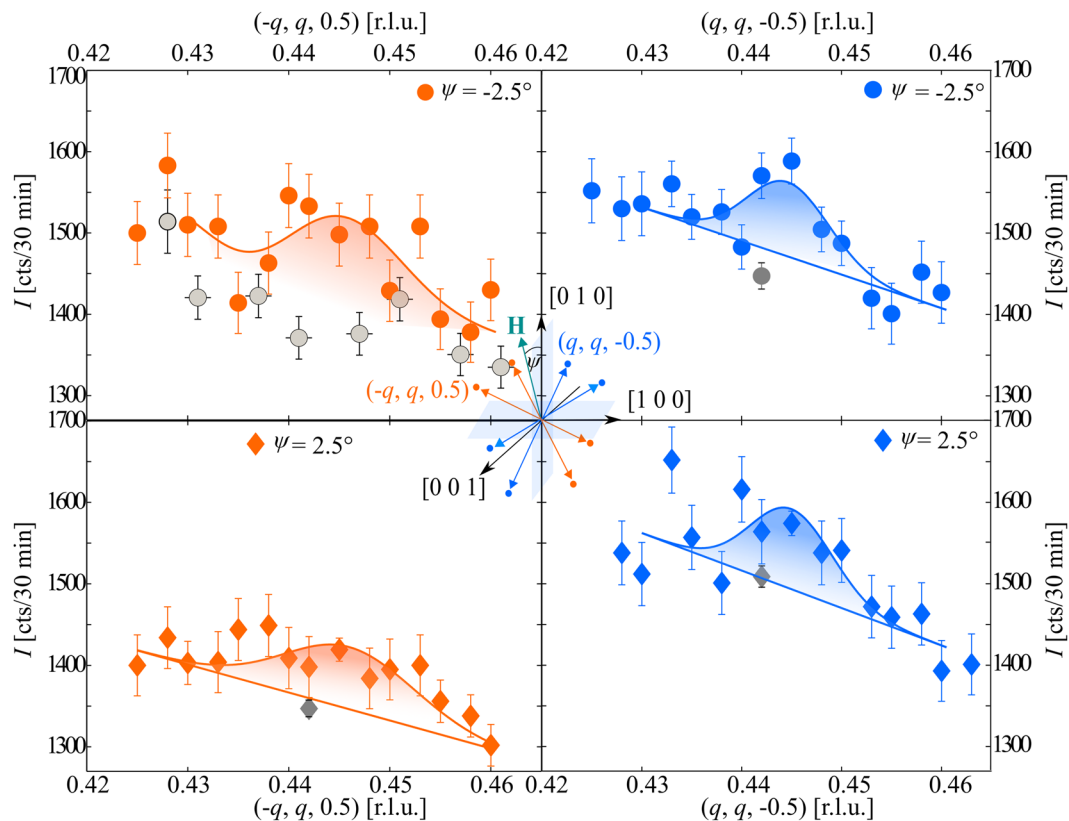 (-q, q, 0.5) [r.l.u.]
(q, q, -0.5) [r.l.u.]
0.42 0.43 0.44 0.45 0.46
0.42 0.43 0.44 0.45 0.46
1700
1600
1500
1400
1300
I [cts/30 min]
ψ = -2.5°
ψ = -2.5°
1700
1600
1500
1400
1300
I [cts/30 min]
[0 1 0]
H
ψ
(q, q, -0.5)
(-q, q, 0.5)
[1 0 0]
[0 0 1]
1700
1600
1500
1400
1300
I [cts/30 min]
ψ = 2.5°
ψ = 2.5°
1700
1600
1500
1400
1300
I [cts/30 min]
0.42 0.43 0.44 0.45 0.46
0.42 0.43 0.44 0.45 0.46
(-q, q, 0.5) [r.l.u.]
(q, q, -0.5) [r.l.u.]